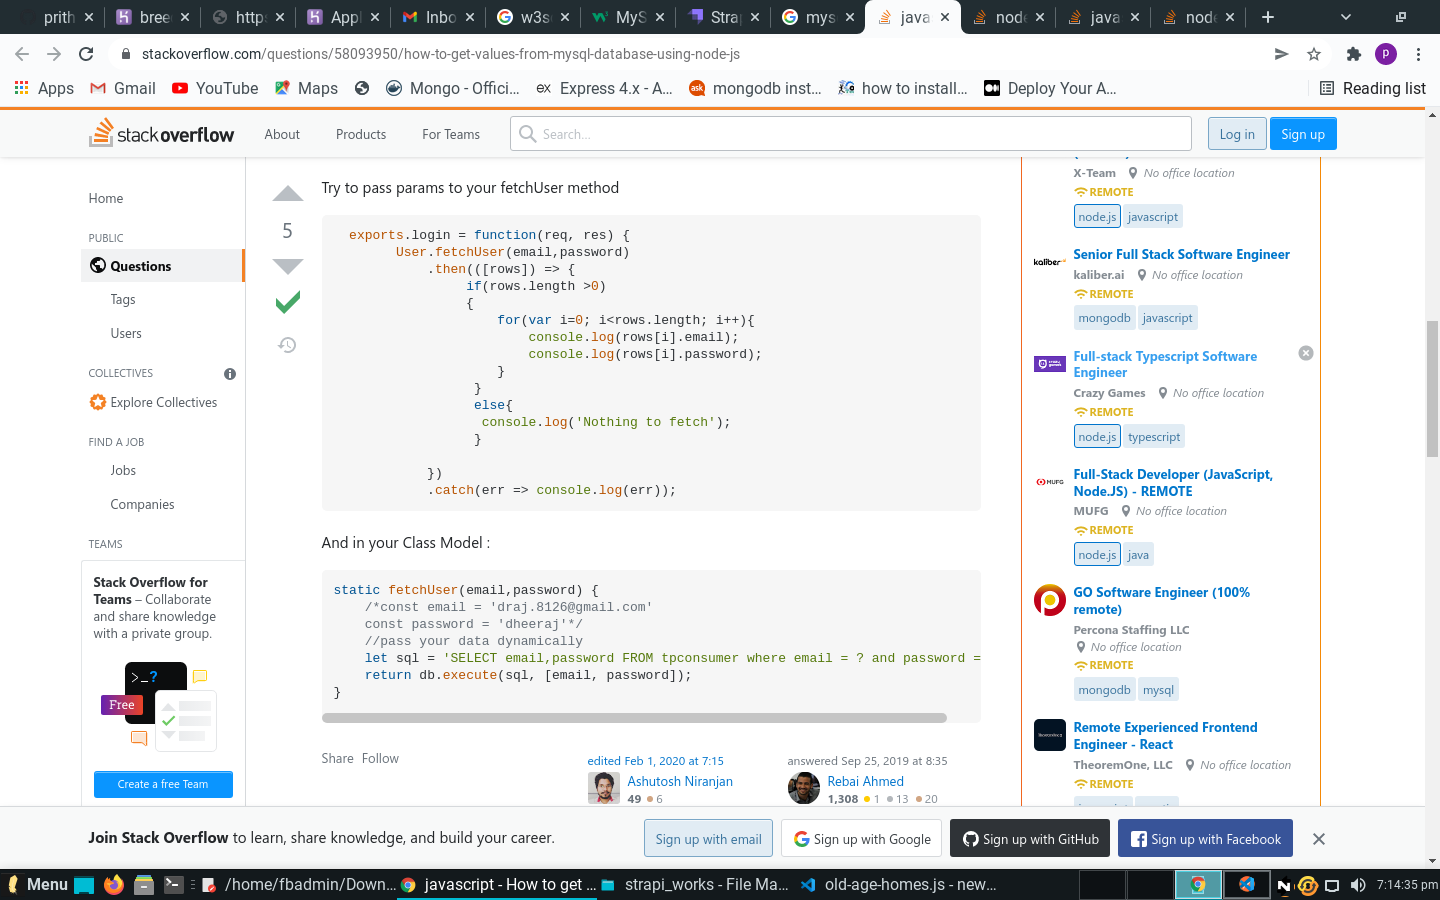 prith
bree
https
Appl
Inbo
w3s
MyS
Strap
mys
java
node
java
node
stackoverflow.com/questions/58093950/how-to-get-values-from-mysql-database-using-node-js
P
Apps
Gmail
YouTube
Maps
Mongo - Offici...
ex Express 4.x - A...
ask mongodb inst...
how to install...
Deploy Your A...
Reading list
stackoverflow
About
Products
For Teams
Search...
Log in
Sign up
Home
PUBLIC
Questions
Tags
Users
COLLECTIVES
Explore Collectives
FIND A JOB
Jobs
Companies
TEAMS
Stack Overflow for
Teams – Collaborate
and share knowledge
with a private group.
>_?
Free
Create a free Team
Try to pass params to your fetchUser method
5
exports.login = function(req, res) {
User.fetchUser(email,password)
.then(([rows]) => {
if(rows.length >0)
{
for(var i=0; i<rows.length; i++){
console.log(rows[i].email);
console.log(rows[i].password);
}
}
else{
console.log('Nothing to fetch');
}
})
.catch(err => console.log(err));
And in your Class Model :
static fetchUser(email,password) {
/*const email = 'draj.8126@gmail.com'
const password = 'dheeraj'*/
//pass your data dynamically
let sql = 'SELECT email,password FROM tpconsumer where email = ? and password =
return db.execute(sql, [email, password]);
}
Share Follow
edited Feb 1, 2020 at 7:15
Ashutosh Niranjan
49 6
answered Sep 25, 2019 at 8:35
Rebai Ahmed
1,308 1 13 20
X-Team No office location
REMOTE
node.js javascript
kaliber
Senior Full Stack Software Engineer
kaliber.ai No office location
REMOTE
mongodb javascript
Full-stack Typescript Software
Engineer
Crazy Games No office location
REMOTE
node.js typescript
MUFG
Full-Stack Developer (JavaScript,
Node.JS) - REMOTE
MUFG No office location
REMOTE
node.js java
GO Software Engineer (100%
remote)
Percona Staffing LLC
No office location
REMOTE
mongodb mysql
Remote Experienced Frontend
Engineer - React
TheoremOne, LLC No office location
REMOTE
Join Stack Overflow to learn, share knowledge, and build your career.
Sign up with email
Sign up with Google
Sign up with GitHub
Sign up with Facebook
Menu
/home/fbadmin/Down...
javascript - How to get ...
strapi_works - File Ma...
old-age-homes.js - new...
7:14:35 pm